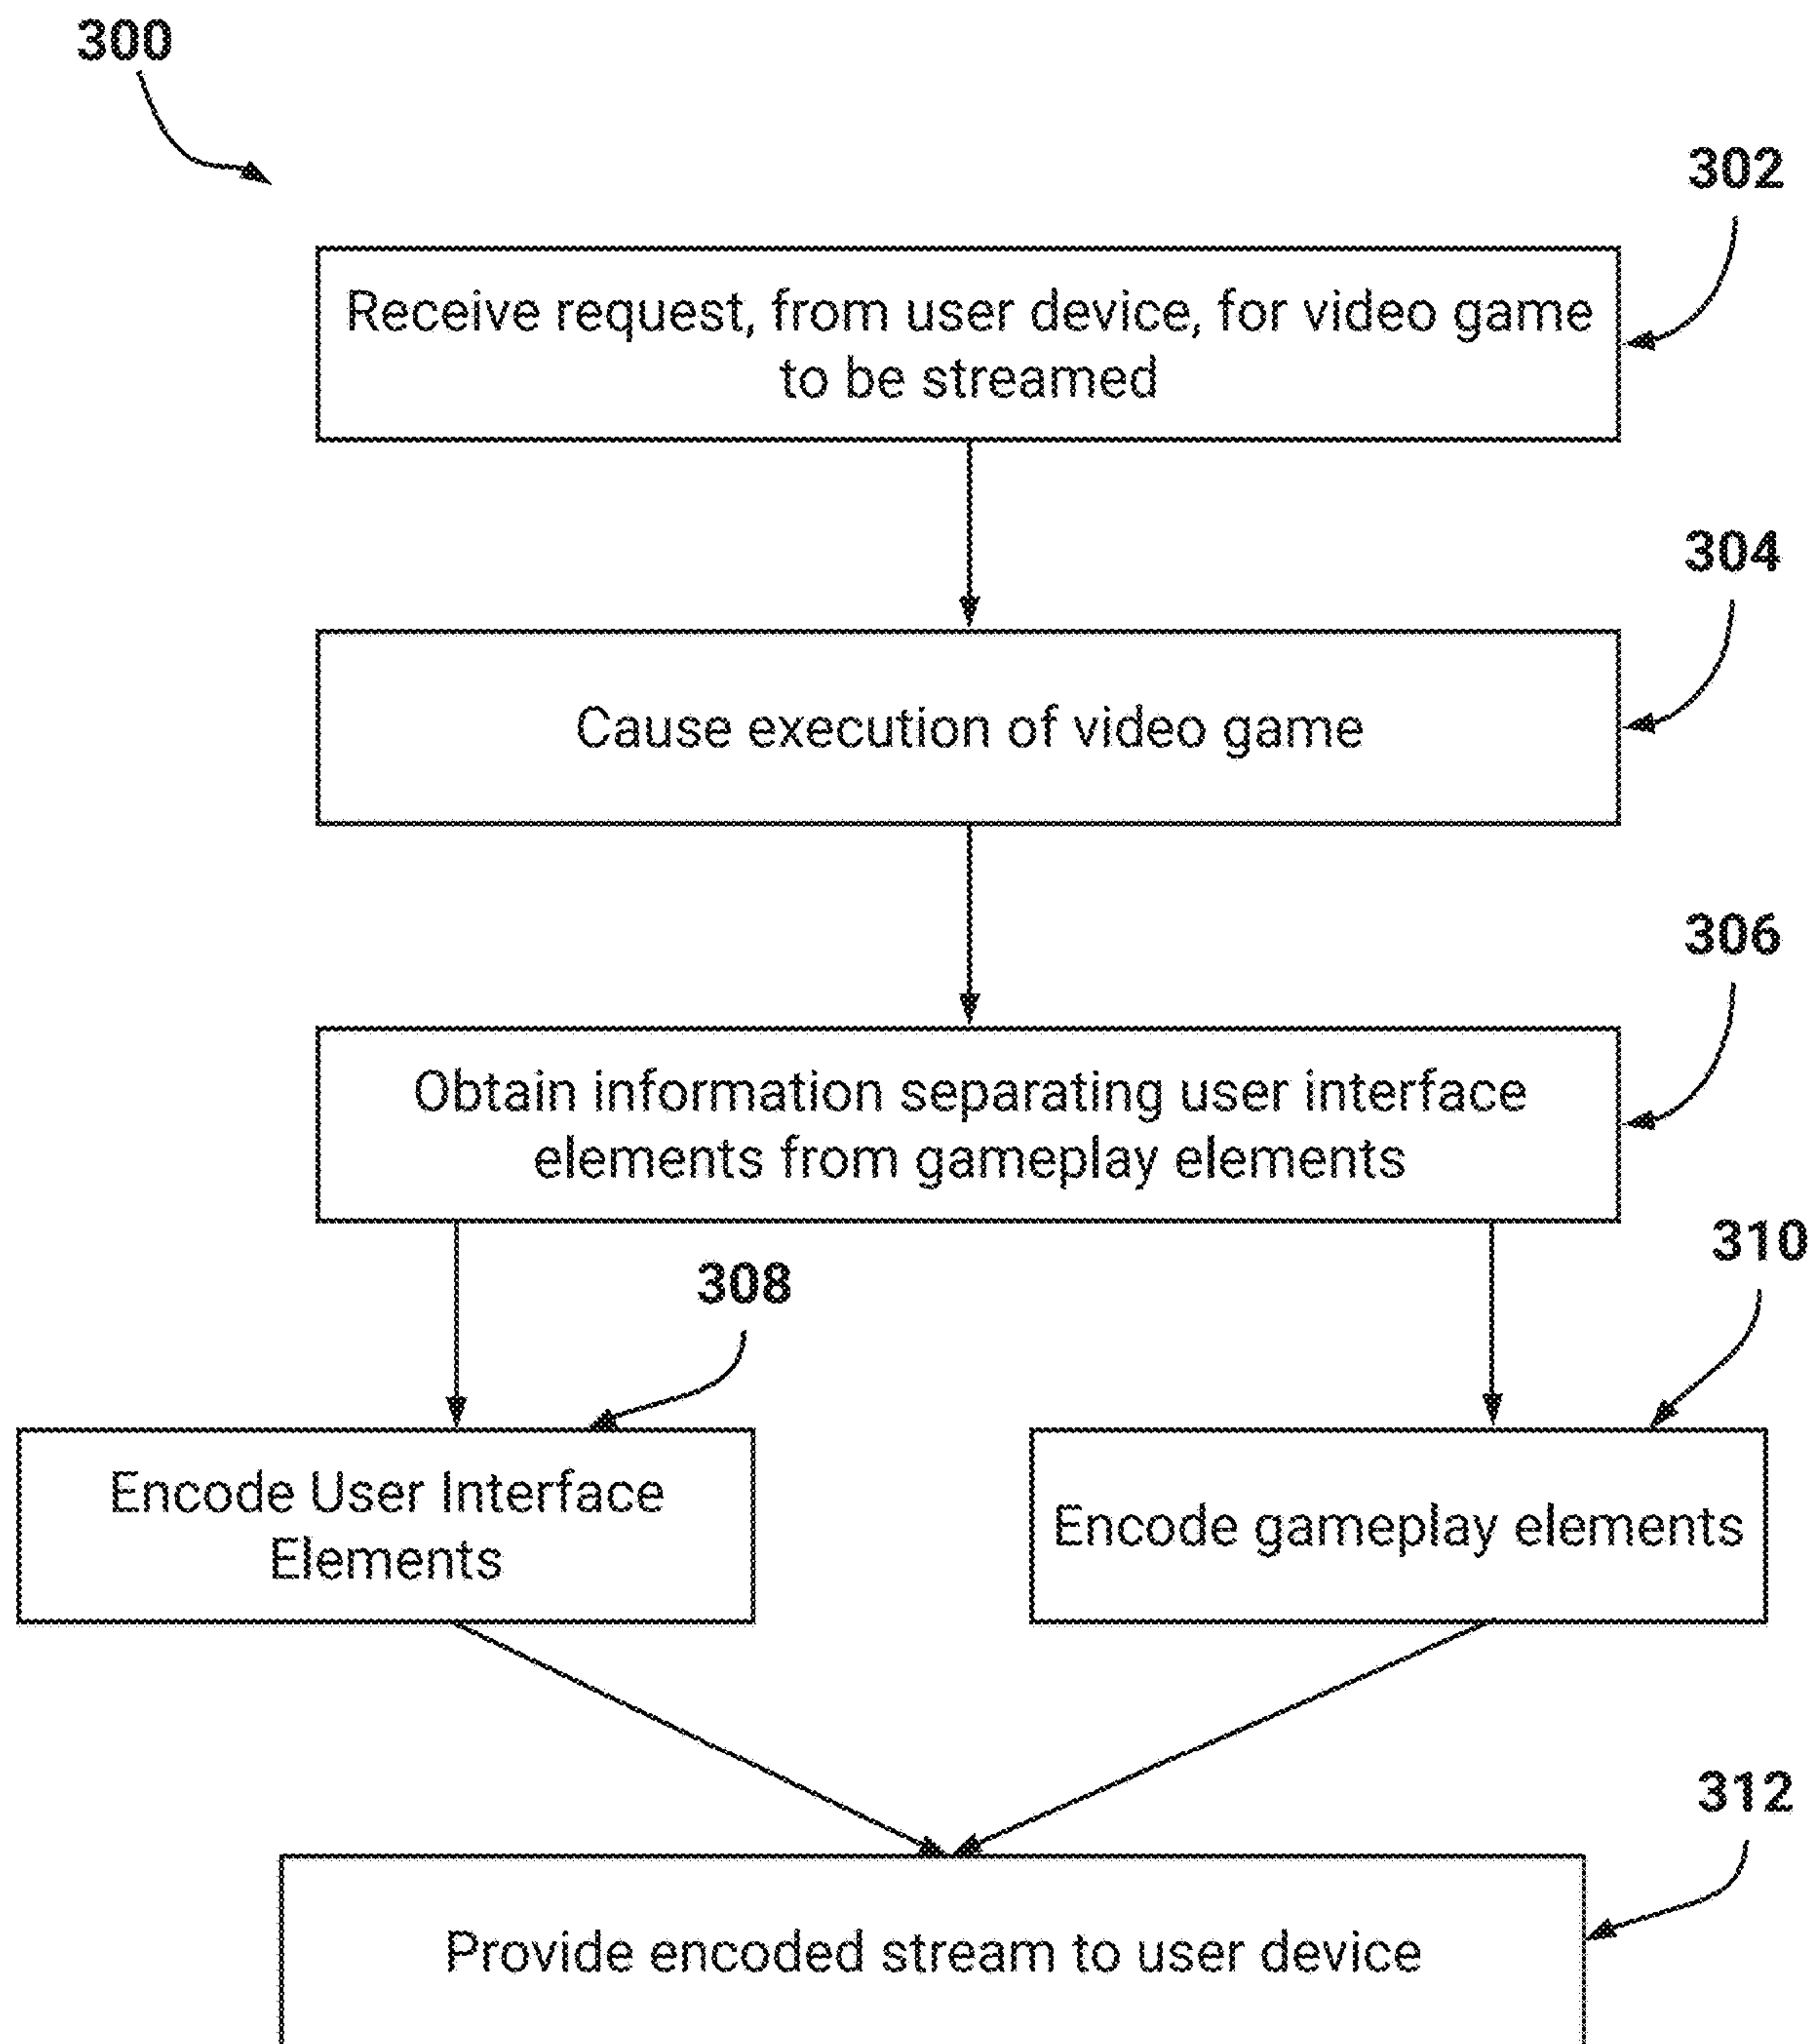 300
302
Receive request, from user device, for video game
to be streamed
304
Cause execution of video game
306
Obtain information separating user interface
elements from gameplay elements
308
310
Encode User Interface
Elements
Encode gameplay elements
312
Provide encoded stream to user device